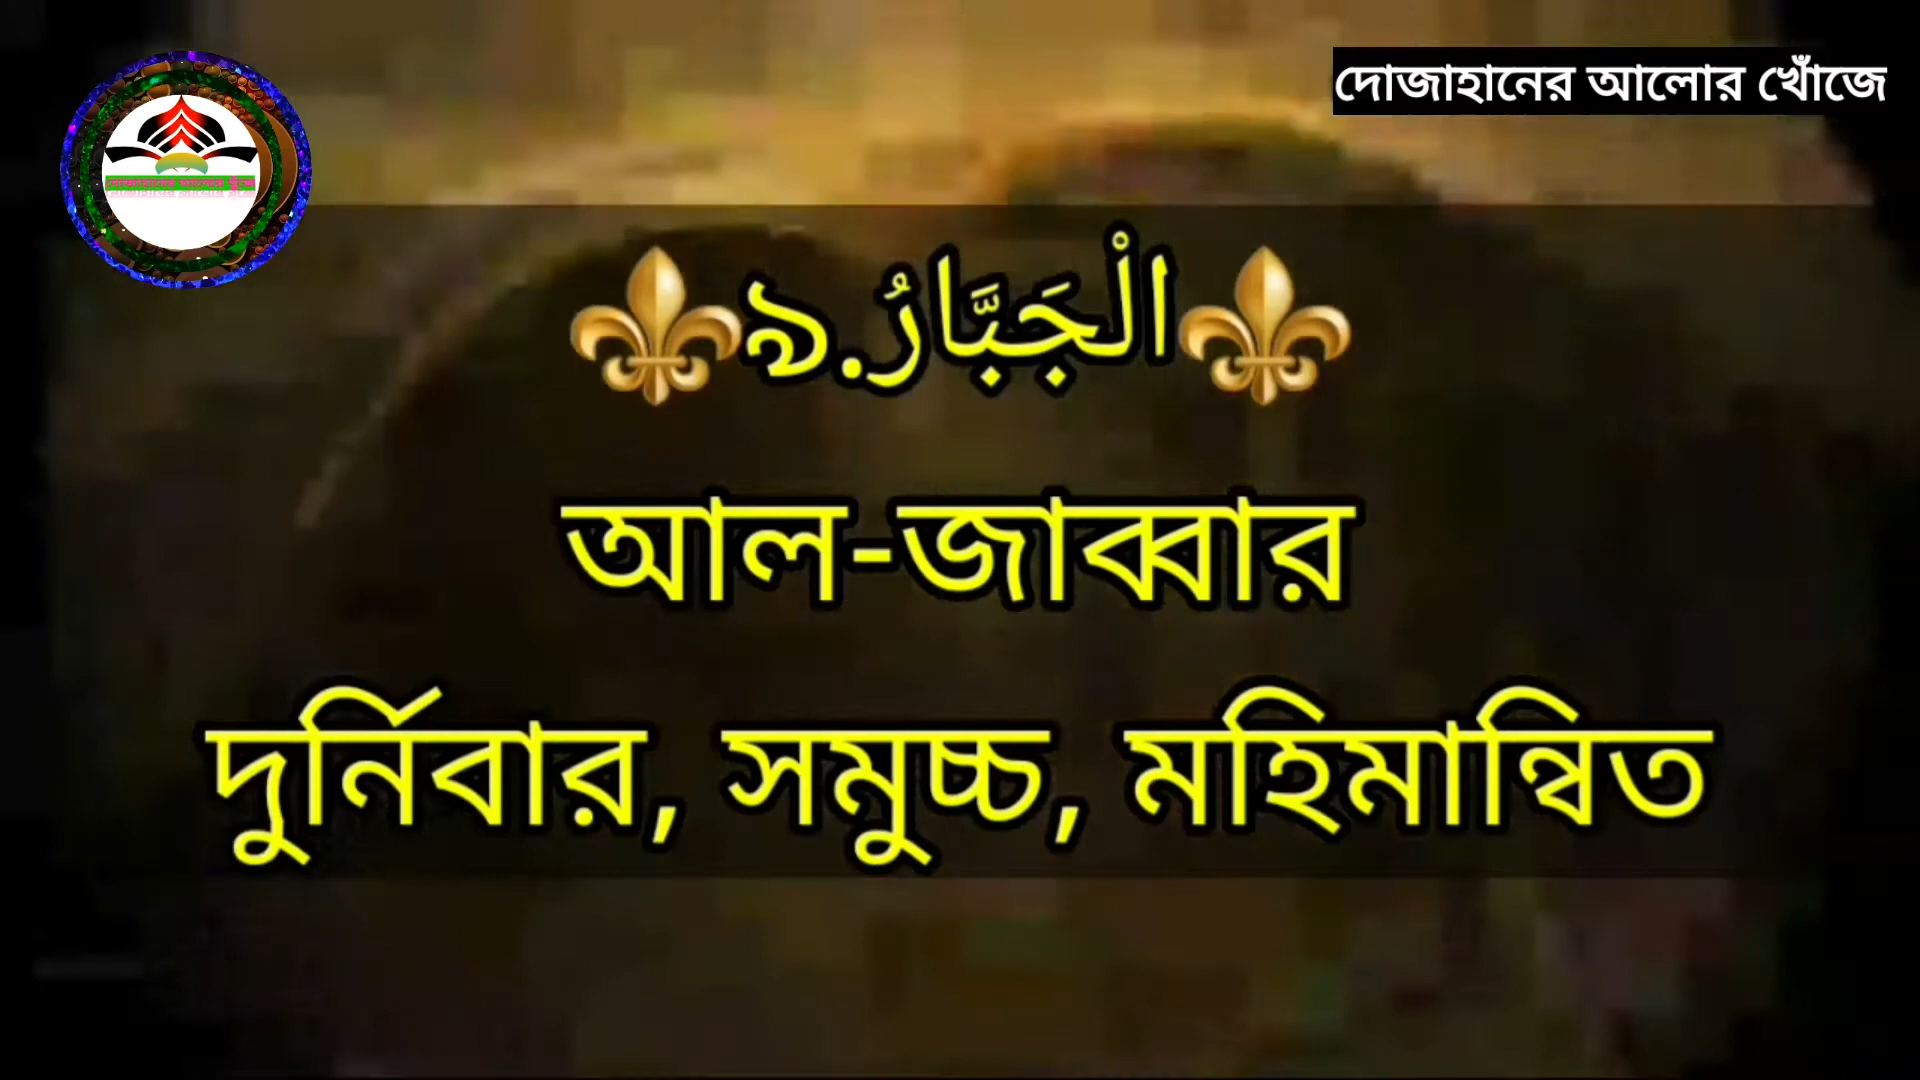 দোজাহানের আলোর খোঁজে
⚜৯.الْجَبَّارُ⚜
আল-জাব্বার
দুর্নিবার, সমুচ্চ, মহিমান্বিত